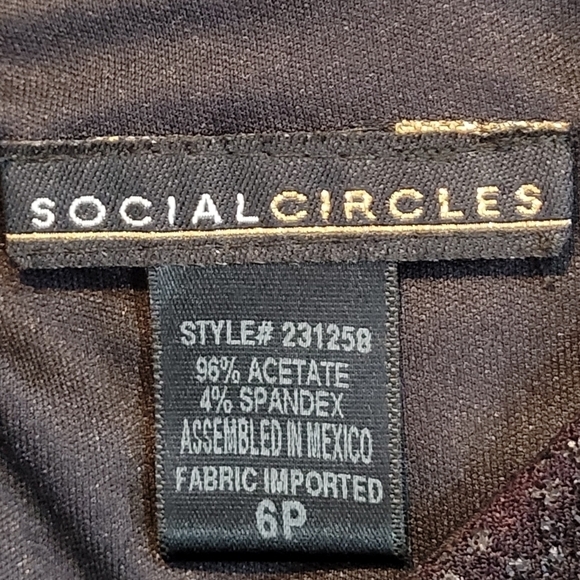 SOCIALCIRCLES
STYLE# 231258
96% ACETATE
4% SPANDEX
ASSEMBLED IN MEXICO
FABRIC IMPORTED
6P